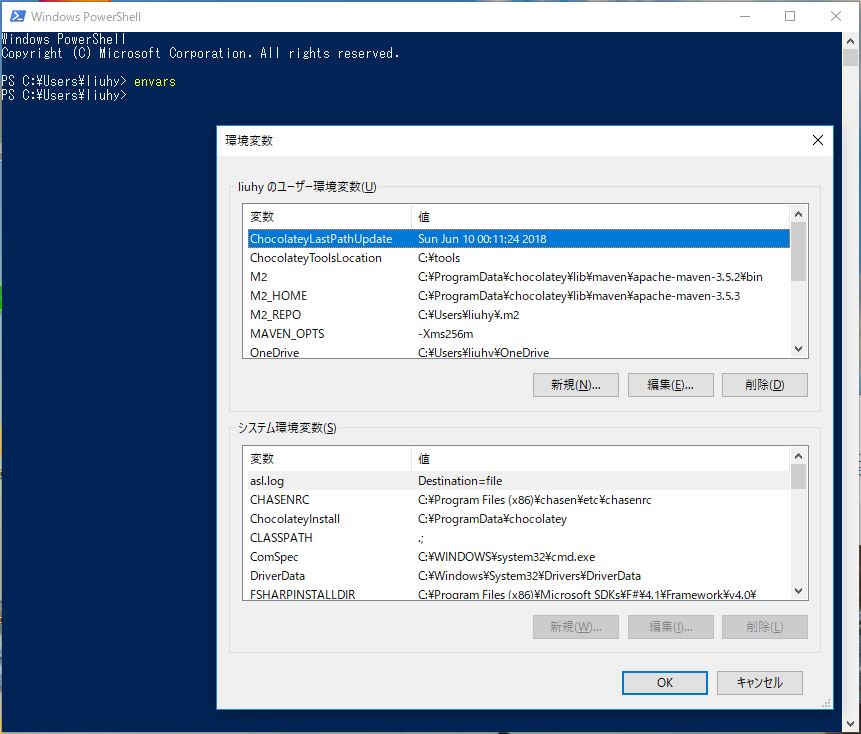 Windows PowerShell
Windows PowerShell
Copyright (C) Microsoft Corporation. All rights reserved.
PS C:¥Users¥liuhy> envars
PS C:¥Users¥liuhy>
環境変数
liuhy のユーザー環境変数(U)
変数 値
ChocolateyLastPathUpdate Sun Jun 10 00:11:24 2018
ChocolateyToolsLocation C:¥tools
M2 C:¥ProgramData¥chocolatey¥lib¥maven¥apache-maven-3.5.2¥bin
M2_HOME C:¥ProgramData¥chocolatey¥lib¥maven¥apache-maven-3.5.3
M2_REPO C:¥Users¥liuhy¥.m2
MAVEN_OPTS -Xms256m
OneDrive C:¥Users¥liuhy¥OneDrive
新規(N)... 編集(E)... 削除(D)
システム環境変数(S)
変数 値
asl.log Destination=file
CHASENRC C:¥Program Files (x86)¥chasen¥etc¥chasenrc
ChocolateyInstall C:¥ProgramData¥chocolatey
CLASSPATH .;
ComSpec C:¥WINDOWS¥system32¥cmd.exe
DriverData C:¥Windows¥System32¥Drivers¥DriverData
FSHARPINSTALLDIR C:¥Program Files (x86)¥Microsoft SDKs¥F#¥4.1¥Framework¥v4.0¥
新規(W)... 編集(I)... 削除(L)
OK キャンセル